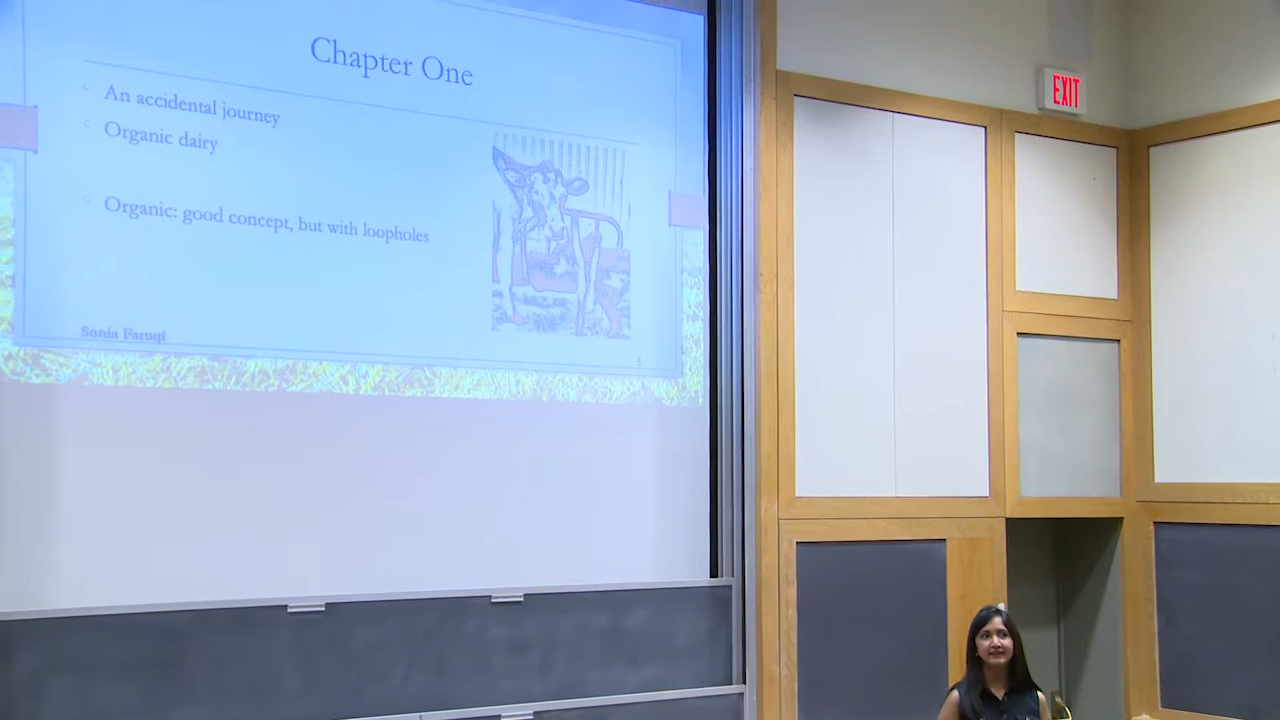 Chapter One
An accidental journey
Organic dairy
Organic: good concept, but with loopholes
Sonia Faruqi
EXIT